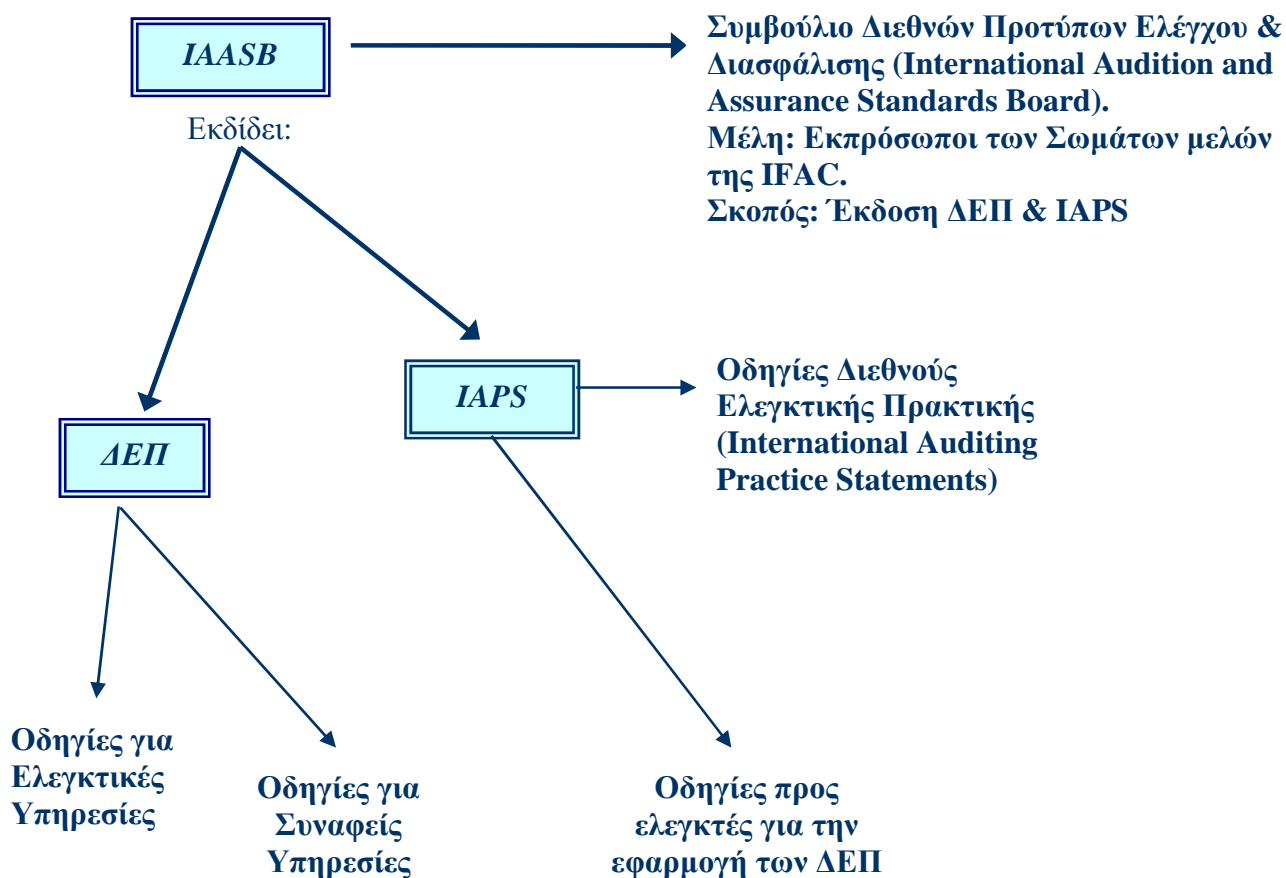 IAASB
Συμβούλιο Διεθνών Προτύπων Ελέγχου &
Διασφάλισης (International Audition and
Assurance Standards Board).
Μέλη: Εκπρόσωποι των Σωμάτων μελών
της IFAC.
Σκοπός: Έκδοση ΔΕΠ & IAPS
Εκδίδει:
IAPS
Οδηγίες Διεθνούς
Ελεγκτικής Πρακτικής
(International Auditing
Practice Statements)
ΔΕΠ
Οδηγίες για
Ελεγκτικές
Υπηρεσίες
Οδηγίες για
Συναφείς
Υπηρεσίες
Οδηγίες προς
ελεγκτές για την
εφαρμογή των ΔΕΠ